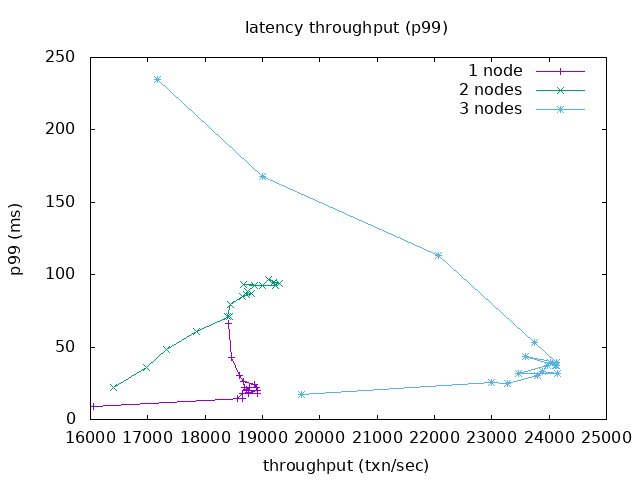 latency throughput (p99)
250
200
150
100
50
0
p99 (ms)
1 node
2 nodes
3 nodes
16000 17000 18000 19000 20000 21000 22000 23000 24000 25000
throughput (txn/sec)